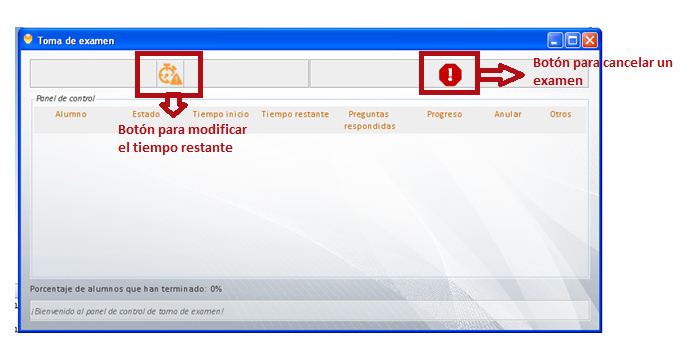 Toma de examen
Botón para cancelar un
examen
Panel de control
Alumno Estado Tiempo inicio Tiempo restante Preguntas respondidas Progreso Anular Otros
Botón para modificar
el tiempo restante
Porcentaje de alumnos que han terminado: 0%
¡Bienvenido al panel de control de toma de examen!